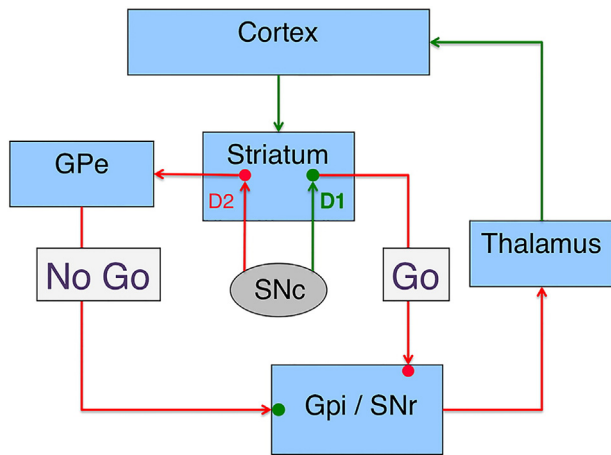 Cortex
Striatum
GPe
D2
D1
Thalamus
No Go
SNc
Go
Gpi / SNr